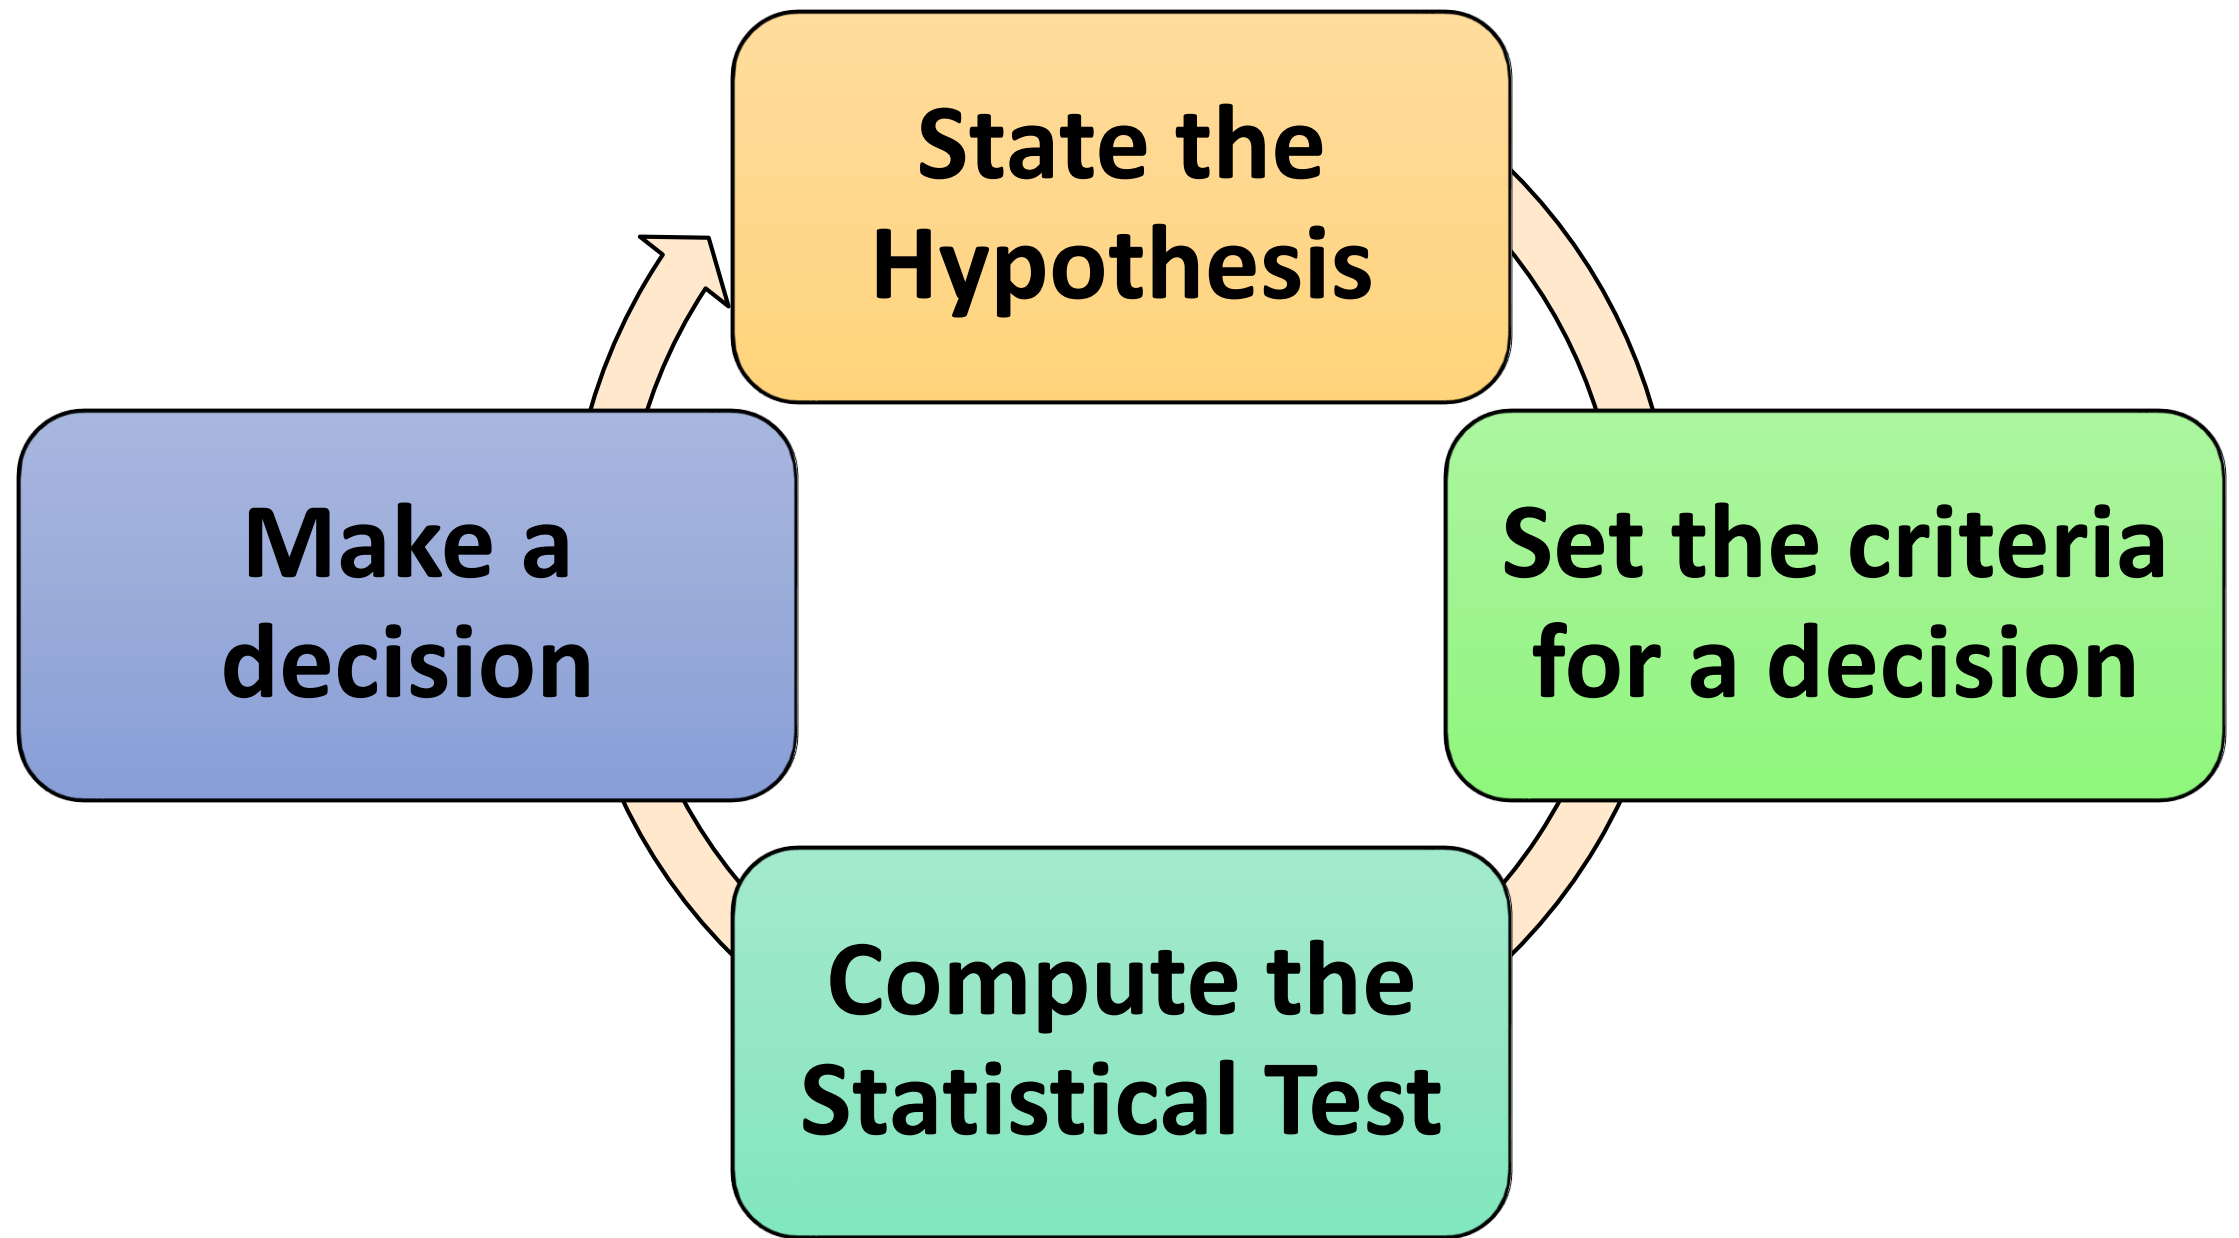 State the
Hypothesis
Set the criteria
for a decision
Compute the
Statistical Test
Make a
decision